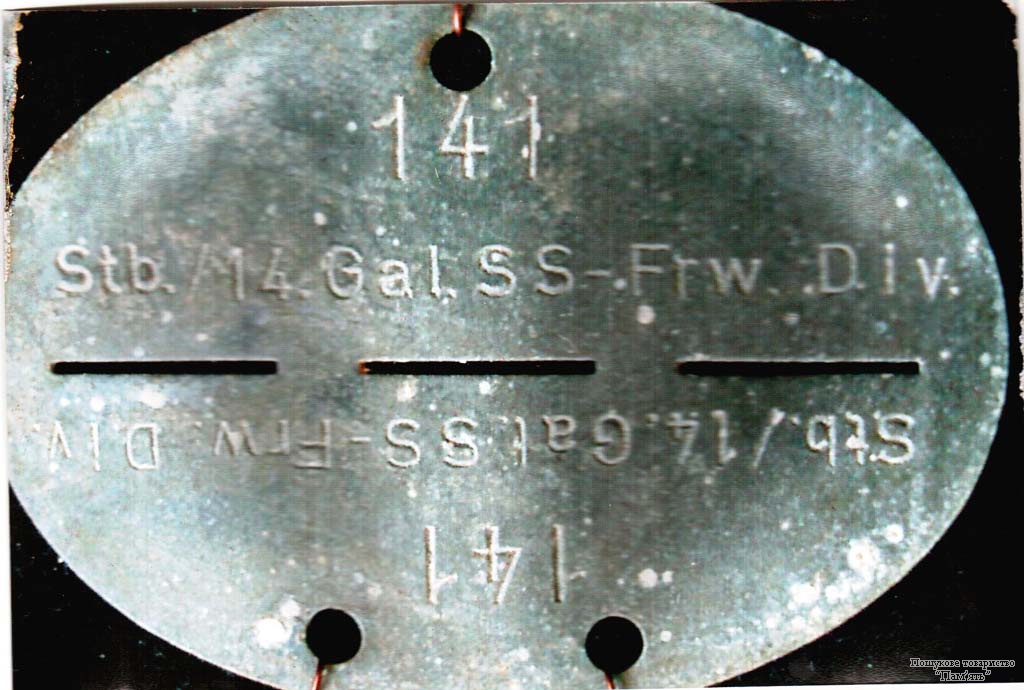 141
Stb./14.Gal.SS-Frw. Div.
Stb./14.Gal.SS-Frw. Div.
141
Пошукове товариство
"Пам'ять"